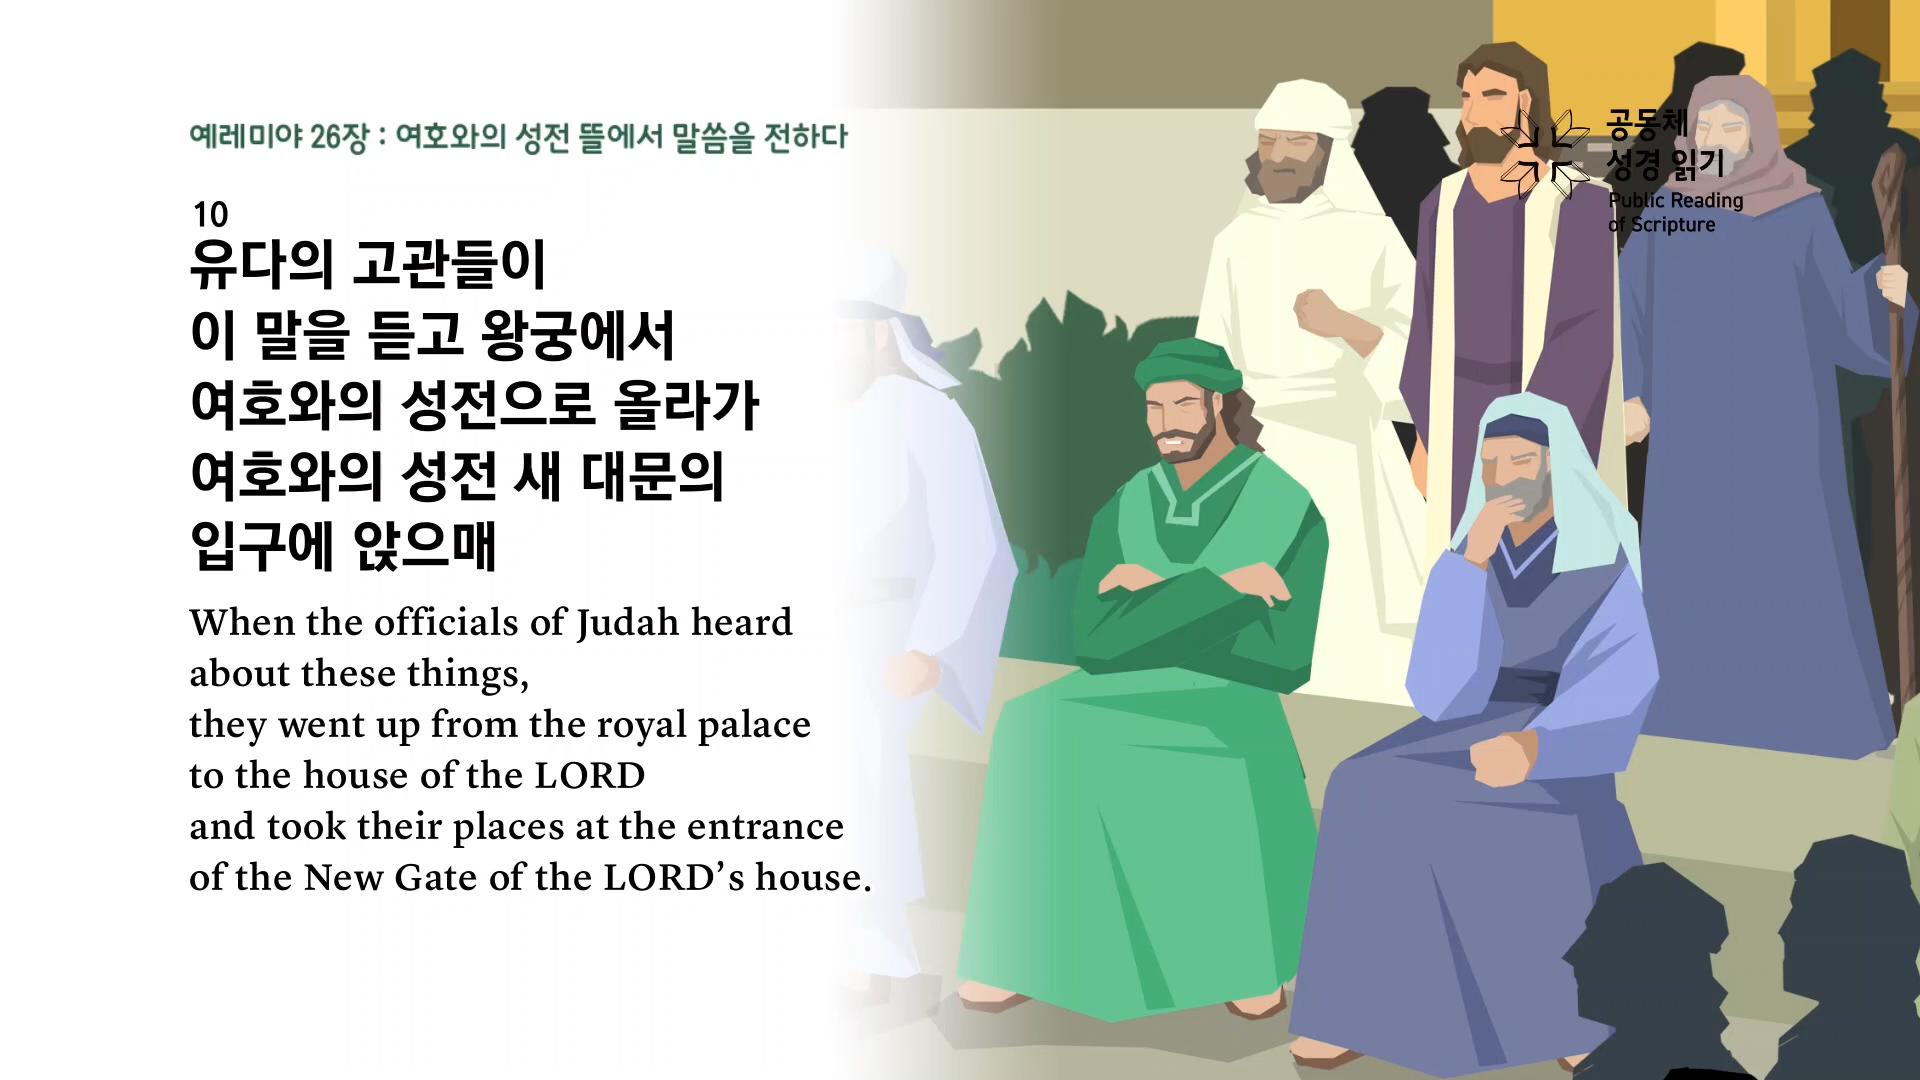 예레미야 26장 : 여호와의 성전 뜰에서 말씀을 전하다
10
유다의 고관들이
이 말을 듣고 왕궁에서
여호와의 성전으로 올라가
여호와의 성전 새 대문의
입구에 앉으매
When the officials of Judah heard
about these things,
they went up from the royal palace
to the house of the LORD
and took their places at the entrance
of the New Gate of the LORD’s house.
공동체
성경 읽기
Public Reading
of Scripture